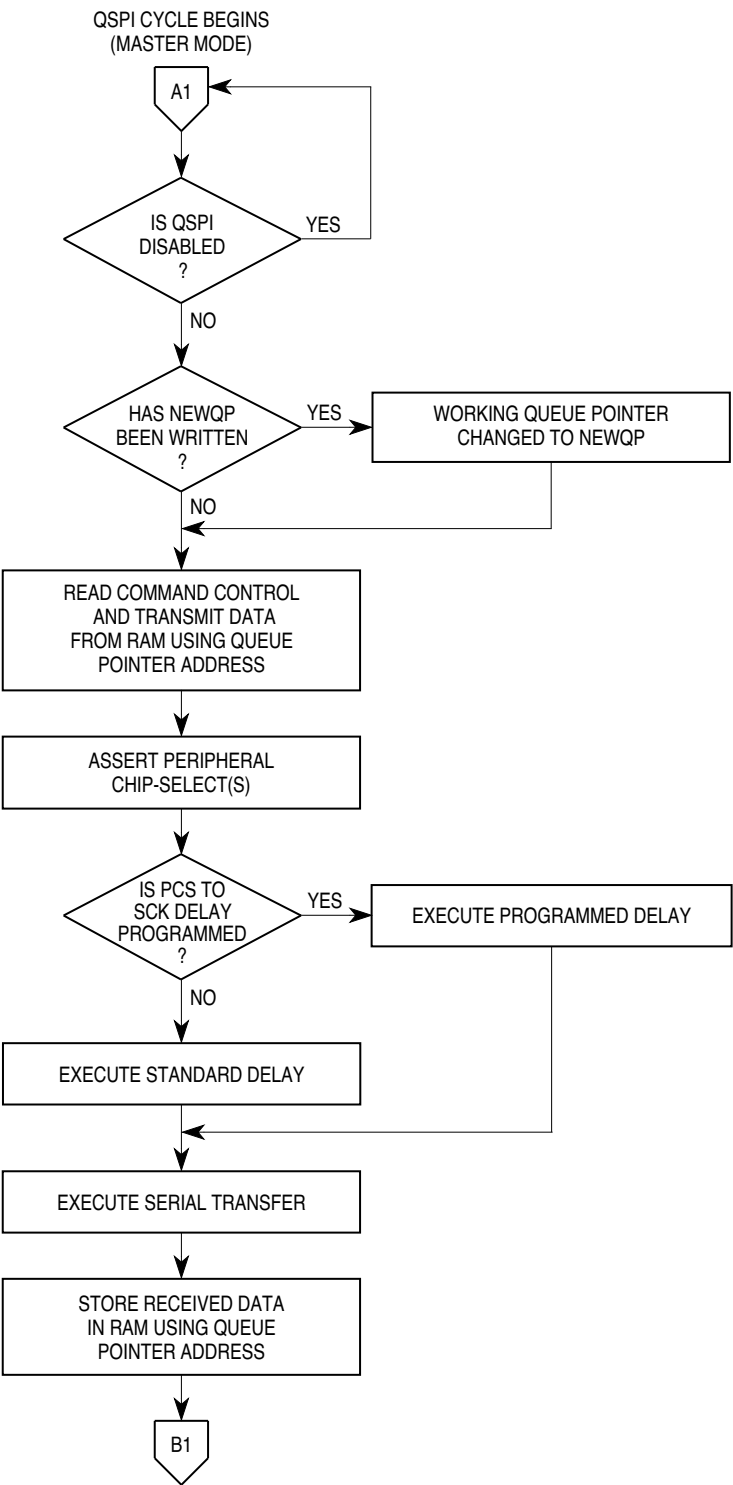 QSPI CYCLE BEGINS
(MASTER MODE)
A1
IS QSPI
DISABLED
?
YES
NO
HAS NEWQP
BEEN WRITTEN
?
YES
WORKING QUEUE POINTER
CHANGED TO NEWQP
NO
READ COMMAND CONTROL
AND TRANSMIT DATA
FROM RAM USING QUEUE
POINTER ADDRESS
ASSERT PERIPHERAL
CHIP-SELECT(S)
IS PCS TO
SCK DELAY
PROGRAMMED
?
YES
EXECUTE PROGRAMMED DELAY
NO
EXECUTE STANDARD DELAY
EXECUTE SERIAL TRANSFER
STORE RECEIVED DATA
IN RAM USING QUEUE
POINTER ADDRESS
B1